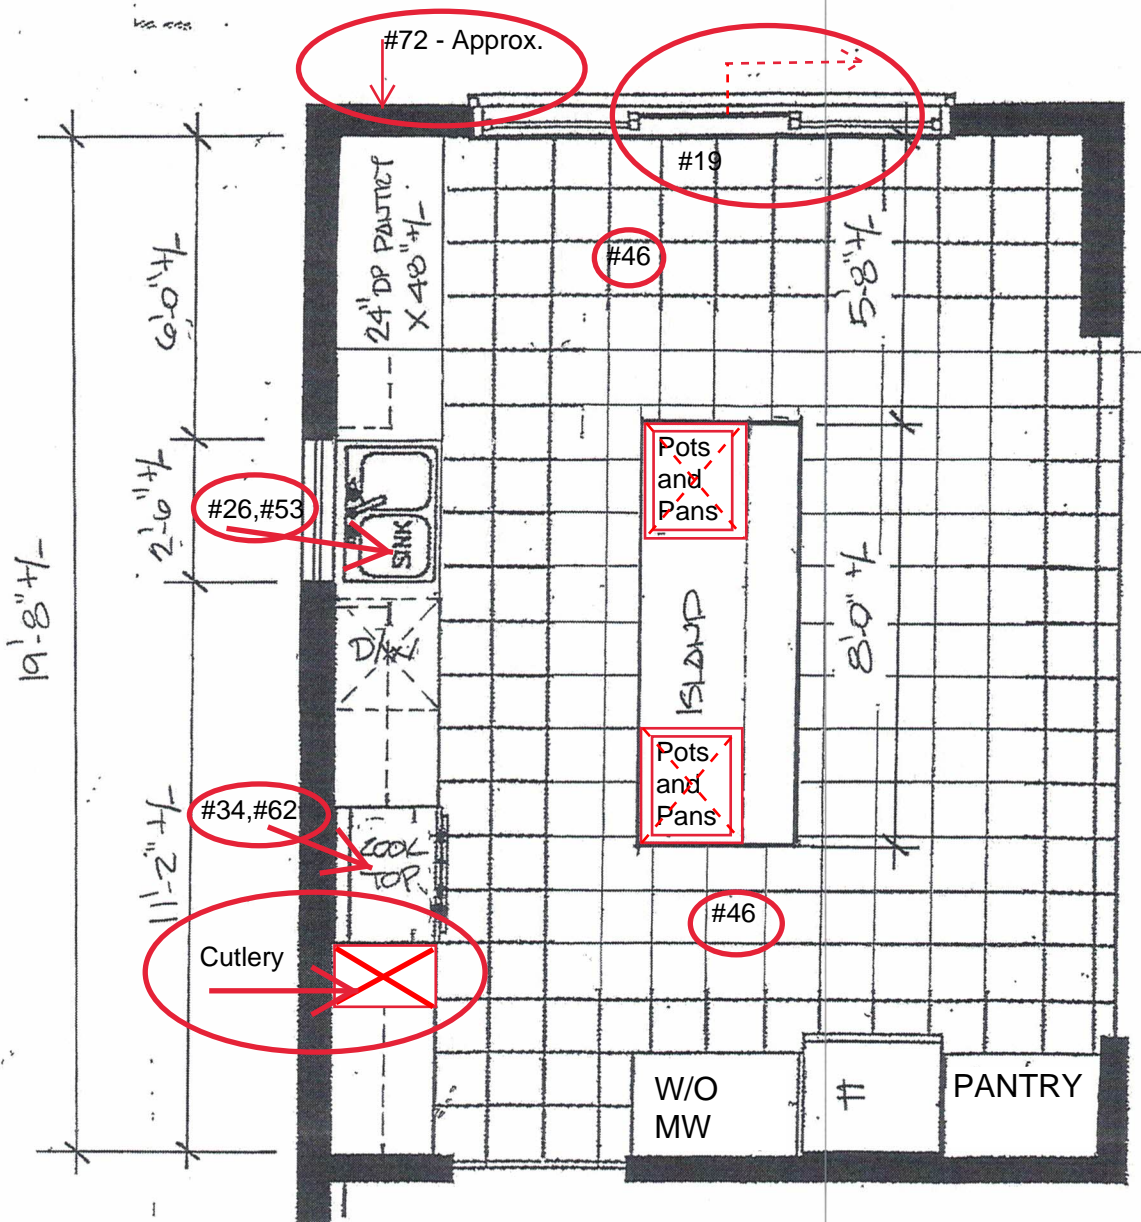 #72 - Approx.
#19
24" DP PANTRY
X 48" +/-
#46
5'-8" +/-
6'-0" +/-
Pots
and
Pans
#26,#53
SINK
2'-6" +/-
19'-8" +/-
D/W
ISLAND
8'-0" +/-
Pots
and
Pans
#34,#62
COOK
TOP
11'-2" +/-
#46
Cutlery
W/O
MW
PANTRY